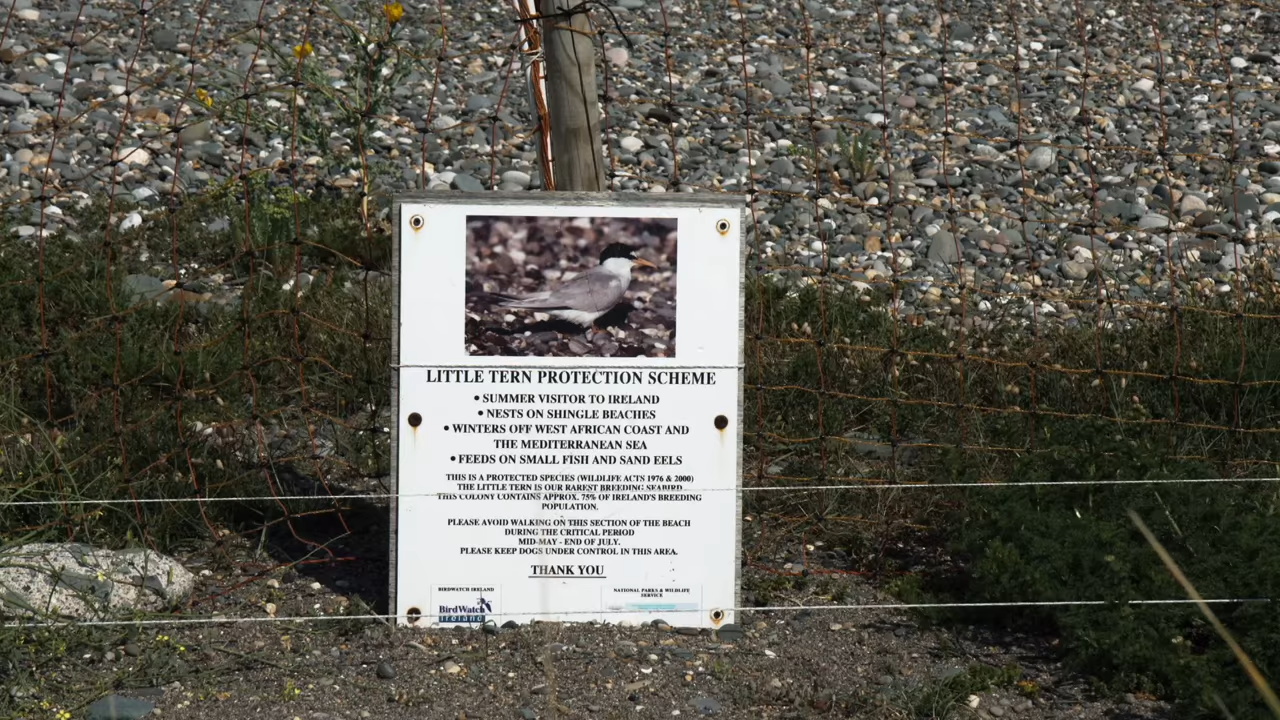 LITTLE TERN PROTECTION SCHEME
• SUMMER VISITOR TO IRELAND
• NESTS ON SHINGLE BEACHES
• WINTERS OFF WEST AFRICAN COAST AND
THE MEDITERRANEAN SEA
• FEEDS ON SMALL FISH AND SAND EELS
THIS IS A PROTECTED SPECIES (WILDLIFE ACTS 1976 & 2000)
THE LITTLE TERN IS OUR RAREST BREEDING SEABIRD
THIS COLONY CONTAINS APPROX. 75% OF IRELAND'S BREEDING
POPULATION.
PLEASE AVOID WALKING ON THIS SECTION OF THE BEACH
DURING THE CRITICAL PERIOD
MID-MAY - END OF JULY.
PLEASE KEEP DOGS UNDER CONTROL IN THIS AREA.
THANK YOU
BIRDWATCH IRELAND
BirdWatch
Ireland
NATIONAL PARKS & WILDLIFE
SERVICE